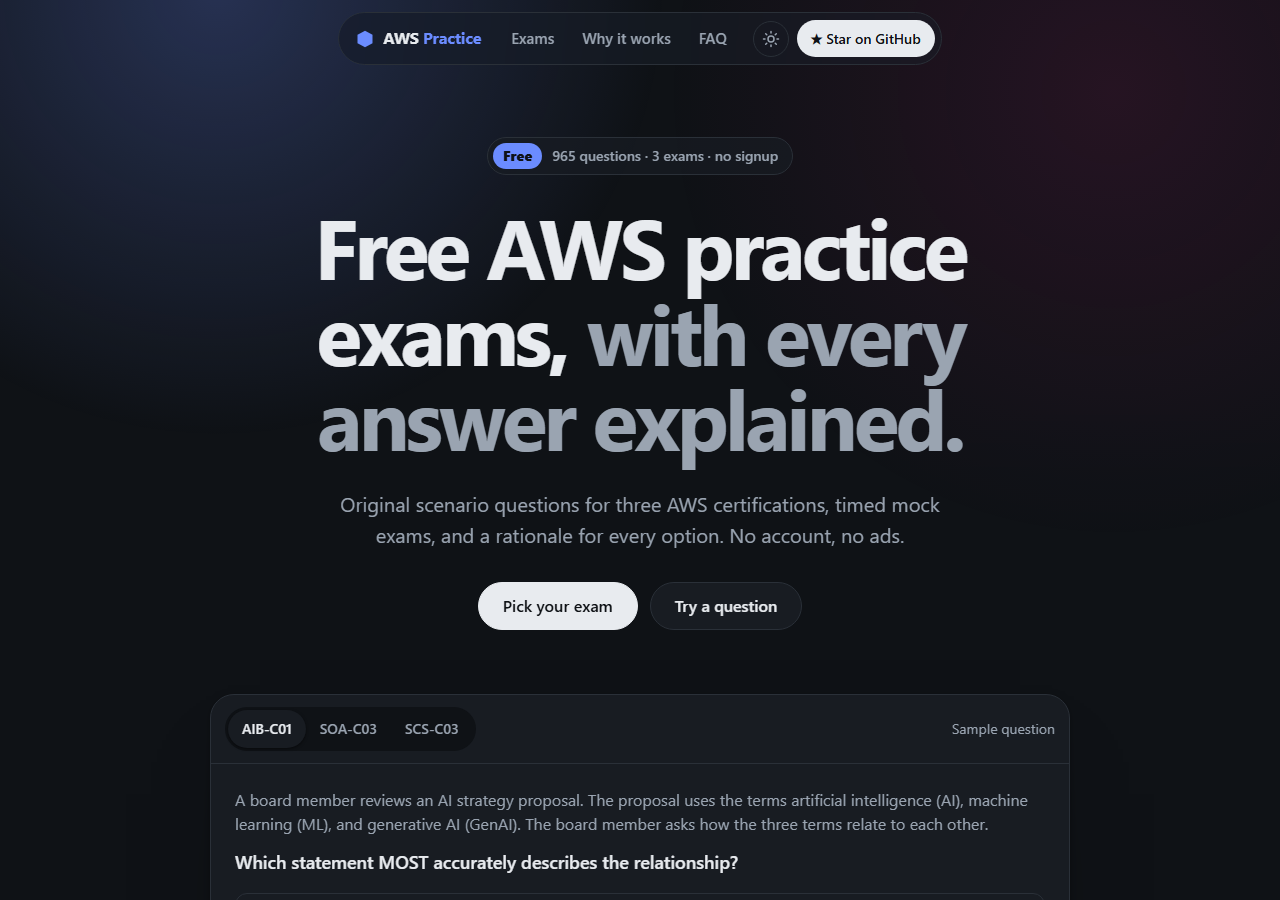 AWS Practice Exams Why it works FAQ ★ Star on GitHub
Free 965 questions · 3 exams · no signup
Free AWS practice
exams, with every
answer explained.
Original scenario questions for three AWS certifications, timed mock
exams, and a rationale for every option. No account, no ads.
Pick your exam Try a question
AIB-C01 SOA-C03 SCS-C03 Sample question
A board member reviews an AI strategy proposal. The proposal uses the terms artificial intelligence (AI), machine
learning (ML), and generative AI (GenAI). The board member asks how the three terms relate to each other.
Which statement MOST accurately describes the relationship?